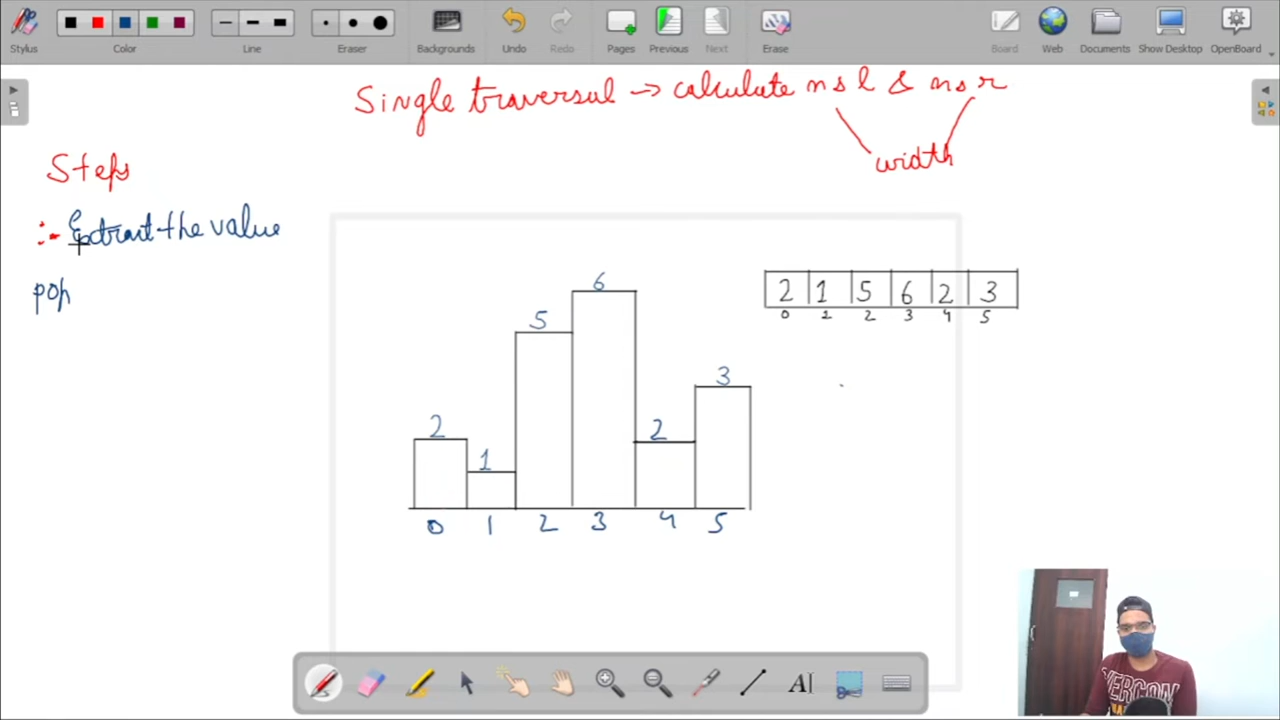 Stylus Color Line Eraser Backgrounds Undo Redo Pages Previous Next Erase Board Web Documents Show Desktop OpenBoard
Single traversal → calculate nsl & nsr
width
Steps
:- Extract the value
pop
6
5
3
2
2
1
0 1 2 3 4 5
2 1 5 6 2 3
0 1 2 3 4 5
OVERCOM